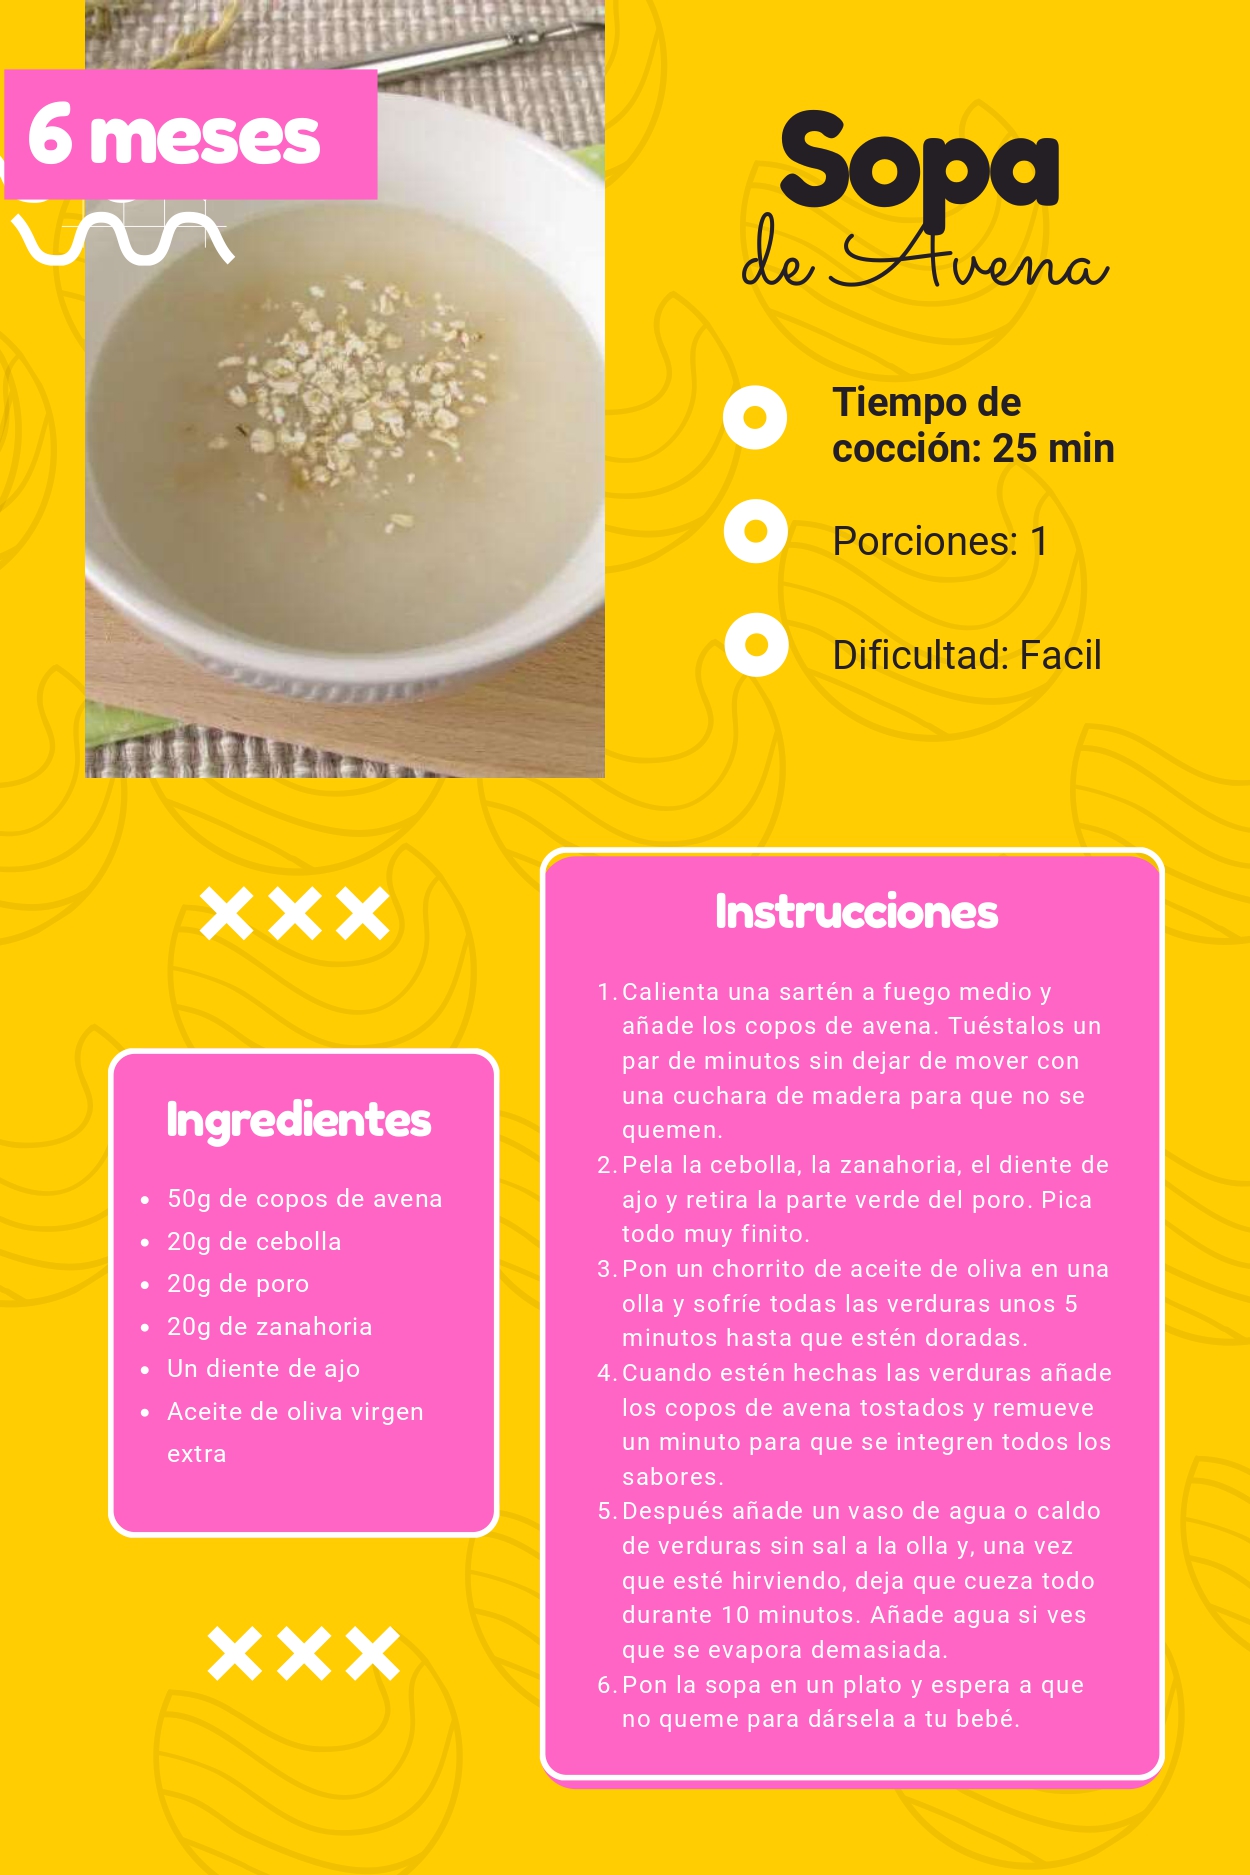 6 meses
Sopa
de Avena
Tiempo de
cocción: 25 min
Porciones: 1
Dificultad: Facil
Ingredientes
• 50g de copos de avena
• 20g de cebolla
• 20g de poro
• 20g de zanahoria
• Un diente de ajo
• Aceite de oliva virgen
extra
Instrucciones
1. Calienta una sartén a fuego medio y
añade los copos de avena. Tuéstalos un
par de minutos sin dejar de mover con
una cuchara de madera para que no se
quemen.
2. Pela la cebolla, la zanahoria, el diente de
ajo y retira la parte verde del poro. Pica
todo muy finito.
3. Pon un chorrito de aceite de oliva en una
olla y sofríe todas las verduras unos 5
minutos hasta que estén doradas.
4. Cuando estén hechas las verduras añade
los copos de avena tostados y remueve
un minuto para que se integren todos los
sabores.
5. Después añade un vaso de agua o caldo
de verduras sin sal a la olla y, una vez
que esté hirviendo, deja que cueza todo
durante 10 minutos. Añade agua si ves
que se evapora demasiada.
6. Pon la sopa en un plato y espera a que
no queme para dársela a tu bebé.